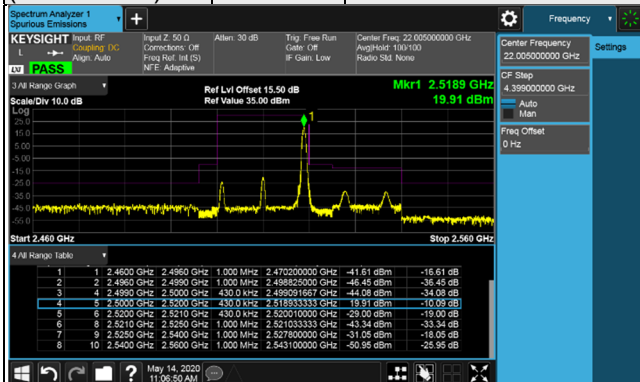 Spectrum Analyzer 1
Spurious Emissions
Frequency
KEYSIGHT
L
LXI PASS
Input: RF
Coupling: DC
Align: Auto
Input Z: 50 Ω
Corrections: Off
Freq Ref: Int (S)
NFE: Adaptive
Atten: 30 dB
Trig: Free Run
Gate: Off
IF Gain: Low
Center Freq: 22.005000000 GHz
Avg|Hold: 100/100
Radio Std: None
3 All Range Graph
Scale/Div 10.0 dB
Ref Lvl Offset 15.50 dB
Ref Value 35.00 dBm
Mkr1 2.5189 GHz
19.91 dBm
Log
25.0
15.0
5.00
-5.00
-15.0
-25.0
-35.0
-45.0
-55.0
1
Start 2.460 GHz
Stop 2.560 GHz
4 All Range Table
1 1 2.4600 GHz 2.4960 GHz 1.000 MHz 2.470200000 GHz -41.61 dBm -16.61 dB
2 2 2.4960 GHz 2.4990 GHz 1.000 MHz 2.498825000 GHz -46.45 dBm -36.45 dB
3 4 2.4990 GHz 2.5000 GHz 430.0 kHz 2.499091667 GHz -44.08 dBm -34.08 dB
4 5 2.5000 GHz 2.5200 GHz 430.0 kHz 2.518933333 GHz 19.91 dBm -10.09 dB
5 6 2.5200 GHz 2.5210 GHz 430.0 kHz 2.520010000 GHz -29.00 dBm -19.00 dB
6 8 2.5210 GHz 2.5250 GHz 1.000 MHz 2.521033333 GHz -43.34 dBm -33.34 dB
7 9 2.5250 GHz 2.5400 GHz 1.000 MHz 2.527800000 GHz -31.05 dBm -18.05 dB
8 10 2.5400 GHz 2.5600 GHz 1.000 MHz 2.543100000 GHz -50.95 dBm -25.95 dB
May 14, 2020
11:06:50 AM
?
Center Frequency
22.005000000 GHz
Settings
CF Step
4.399000000 GHz
Auto
Man
Freq Offset
0 Hz